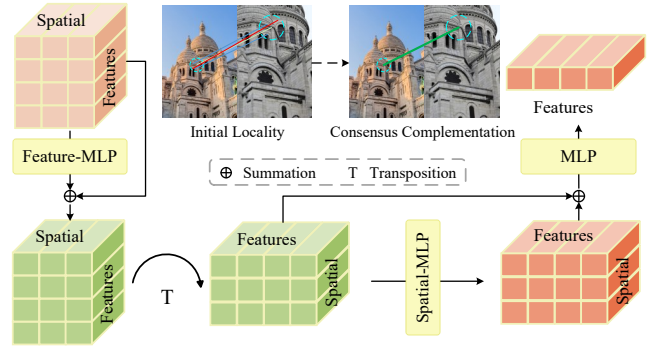 Spatial
Features
Initial Locality
Consensus Complementation
Features
Feature-MLP
MLP
⊕ Summation T Transposition
Spatial
Features
T
Features
Spatial
Spatial-MLP
Features
Spatial